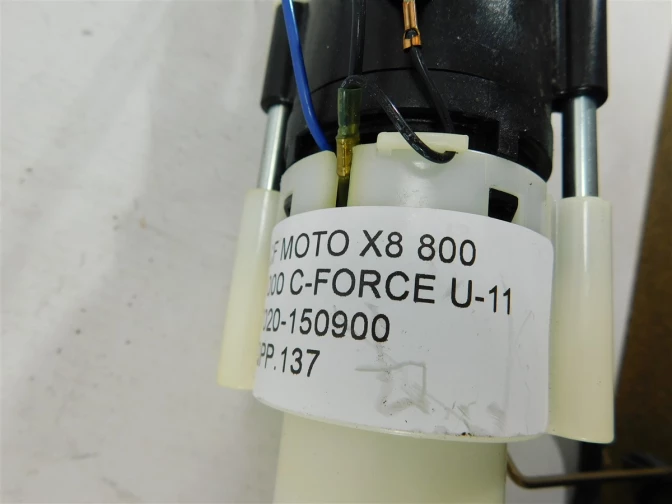 F MOTO X8 800
00 C-FORCE U-11
020-150900
PP.137